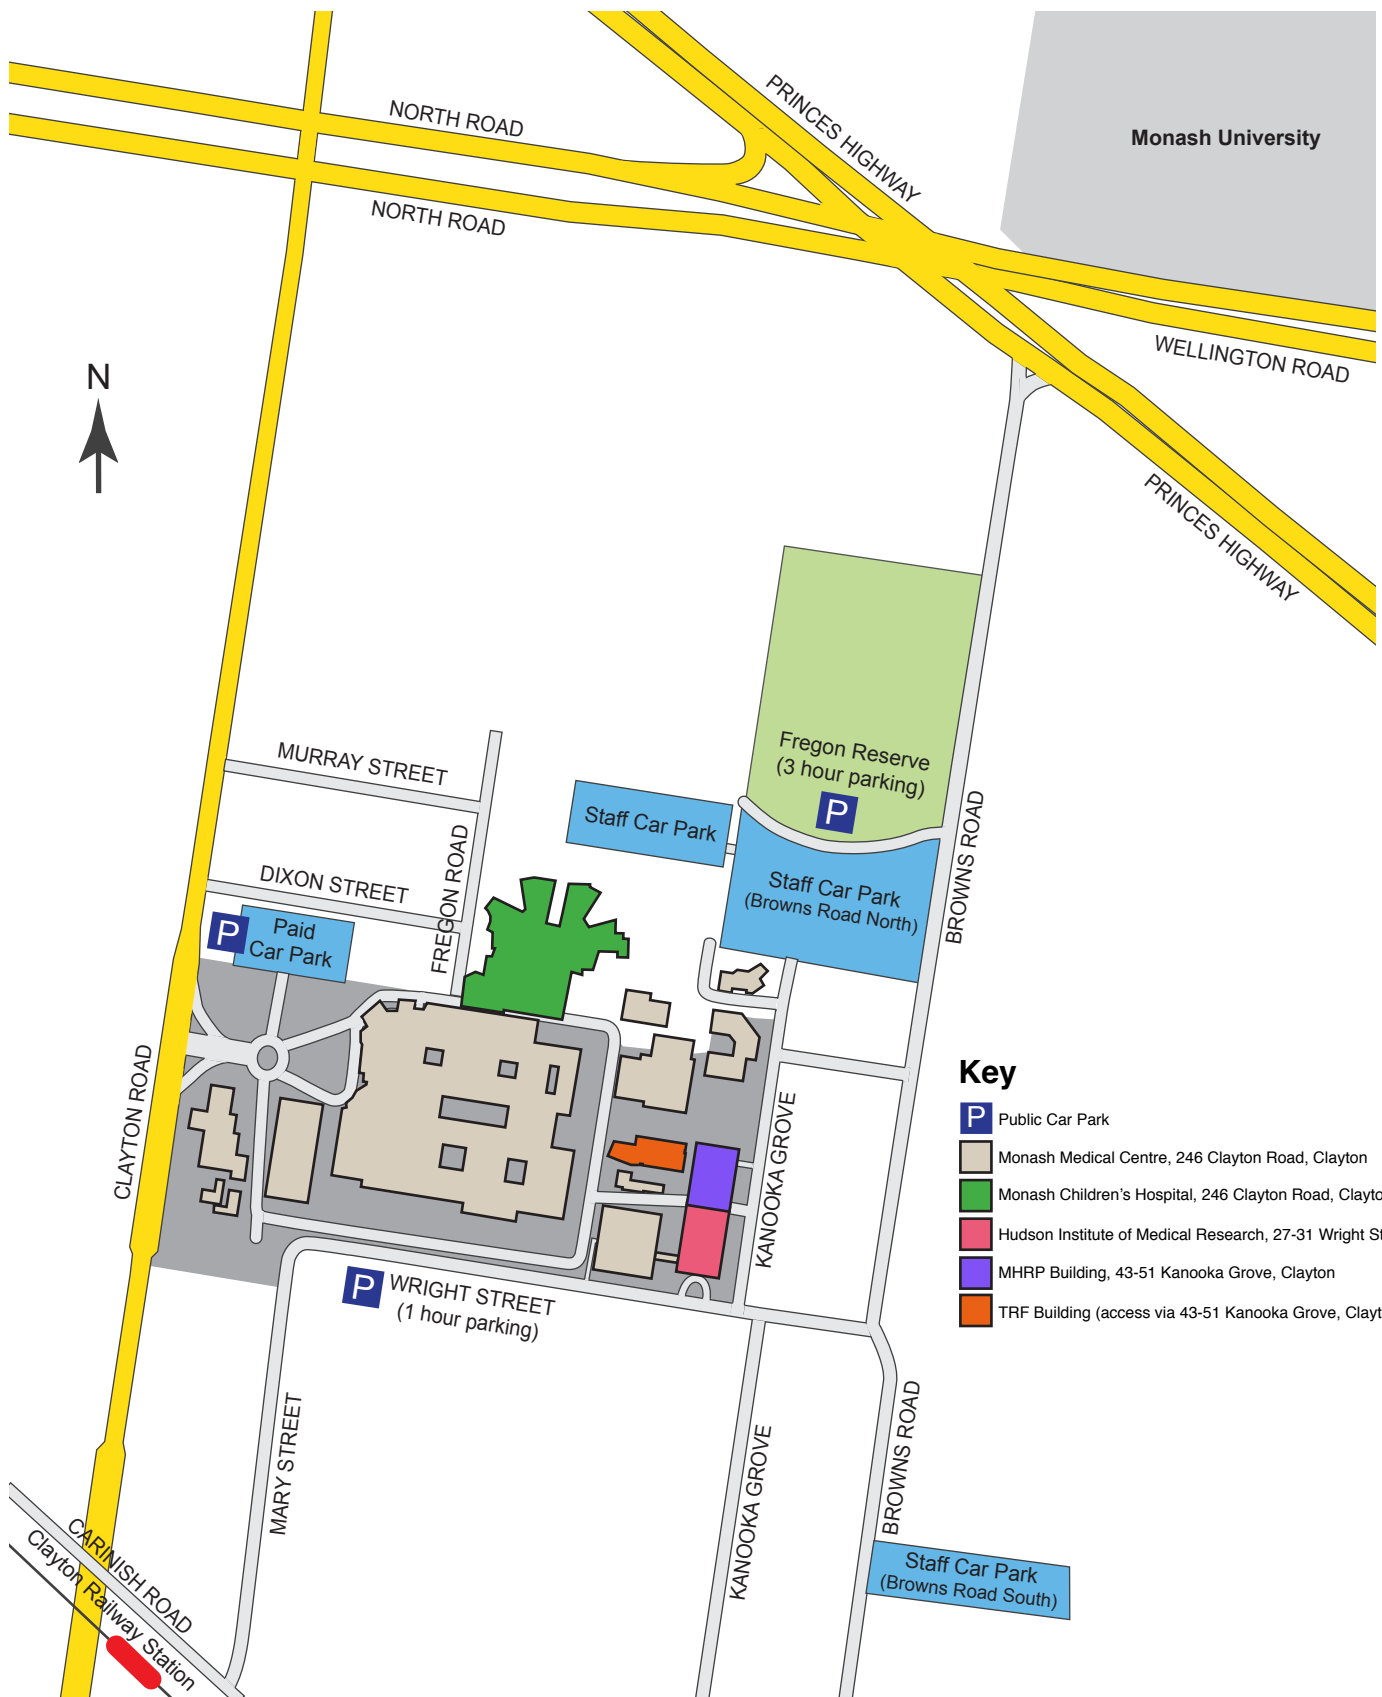 NORTH ROAD
PRINCES HIGHWAY
Monash University
NORTH ROAD
WELLINGTON ROAD
N
PRINCES HIGHWAY
Fregon Reserve
(3 hour parking)
P
MURRAY STREET
Staff Car Park
FREGON ROAD
BROWNS ROAD
DIXON STREET
Staff Car Park
(Browns Road North)
P
Paid
Car Park
CLAYTON ROAD
KANOOKA GROVE
Key
P Public Car Park
Monash Medical Centre, 246 Clayton Road, Clayton
Monash Children's Hospital, 246 Clayton Road, Clayto
Hudson Institute of Medical Research, 27-31 Wright St
MHRP Building, 43-51 Kanooka Grove, Clayton
TRF Building (access via 43-51 Kanooka Grove, Clayt
P
WRIGHT STREET
(1 hour parking)
MARY STREET
KANOOKA GROVE
BROWNS ROAD
CARINISH ROAD
Clayton Railway Station
Staff Car Park
(Browns Road South)